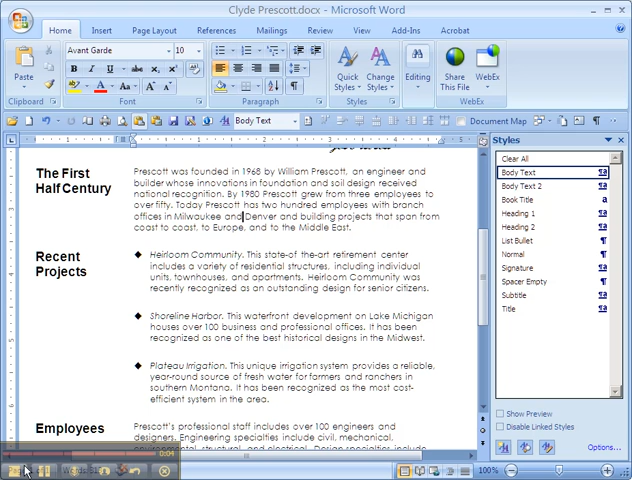 Clyde Prescott.docx - Microsoft Word
Home Insert Page Layout References Mailings Review View Add-Ins Acrobat
Avant Garde 10
Paste Quick Styles Change Styles Editing Share This File WebEx
Clipboard Font Paragraph Styles WebEx
Body Text Document Map
Styles
Clear All
Body Text
Body Text 2
Book Title
Heading 1
Heading 2
List Bullet
Normal
Signature
Spacer Empty
Subtitle
Title
Show Preview
Disable Linked Styles
Options...
The First
Half Century
Prescott was founded in 1968 by William Prescott, an engineer and
builder whose innovations in foundation and soil design received
national recognition. By 1980 Prescott grew from three employees to
over fifty. Today Prescott has two hundred employees with branch
offices in Milwaukee and Denver and building projects that span from
coast to coast, to Europe, and to the Middle East.
Recent
Projects
Heirloom Community. This state-of the-art retirement center
includes a variety of residential structures, including individual
units, townhouses, and apartments. Heirloom Community was
recently recognized as an outstanding design for senior citizens.
Shoreline Harbor. This waterfront development on Lake Michigan
houses over 100 business and professional offices. It has been
recognized as one of the best historical designs in the Midwest.
Plateau Irrigation. This unique irrigation system provides a reliable,
year-round source of fresh water for farmers and ranchers in
southern Montana. It has been recognized as the most cost-
efficient system in the area.
Employees
Prescott's professional staff includes over 100 engineers and
designers. Engineering specialties include civil, mechanical,
environmental, structural, and electrical. Design specialties include
0:04
100%